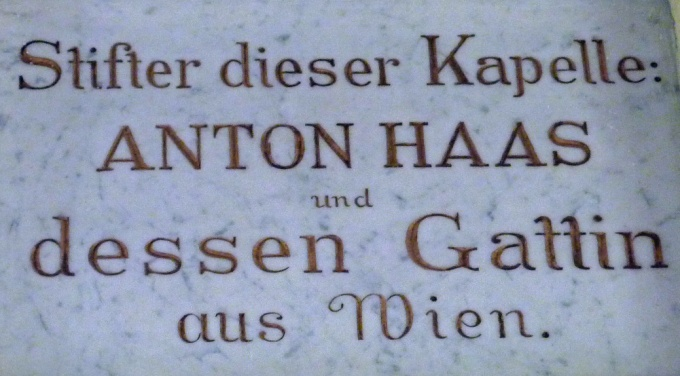 Stifter dieser Kapelle:
ANTON HAAS
und
dessen Gattin
aus Wien.